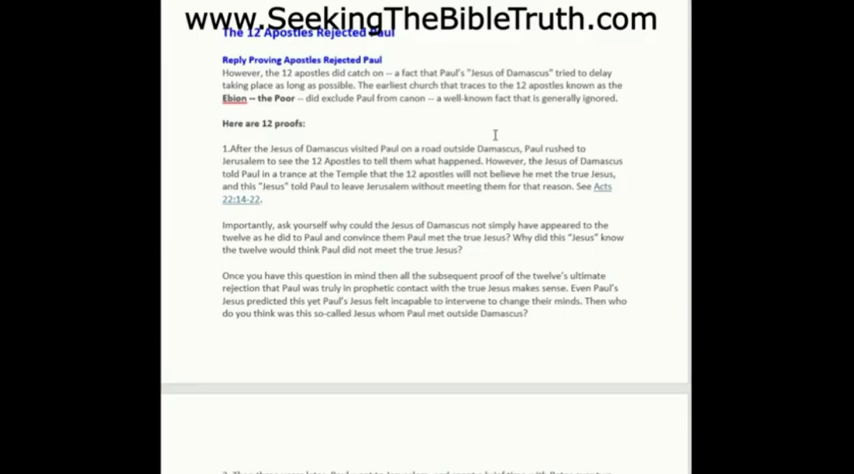 www.SeekingTheBibleTruth.com
The 12 Apostles Rejected Paul
Reply Proving Apostles Rejected Paul
However, the 12 apostles did catch on -- a fact that Paul's "Jesus of Damascus" tried to delay
taking place as long as possible. The earliest church that traces to the 12 apostles known as the
Ebion -- the Poor -- did exclude Paul from canon -- a well-known fact that is generally ignored.
Here are 12 proofs:
1.After the Jesus of Damascus visited Paul on a road outside Damascus, Paul rushed to
Jerusalem to see the 12 Apostles to tell them what happened. However, the Jesus of Damascus
told Paul in a trance at the Temple that the 12 apostles will not believe he met the true Jesus,
and this "Jesus" told Paul to leave Jerusalem without meeting them for that reason. See Acts
22:14-22.
Importantly, ask yourself why could the Jesus of Damascus not simply have appeared to the
twelve as he did to Paul and convince them Paul met the true Jesus? Why did this "Jesus" know
the twelve would think Paul did not meet the true Jesus?
Once you have this question in mind then all the subsequent proof of the twelve's ultimate
rejection that Paul was truly in prophetic contact with the true Jesus makes sense. Even Paul's
Jesus predicted this yet Paul's Jesus felt incapable to intervene to change their minds. Then who
do you think was this so-called Jesus whom Paul met outside Damascus?